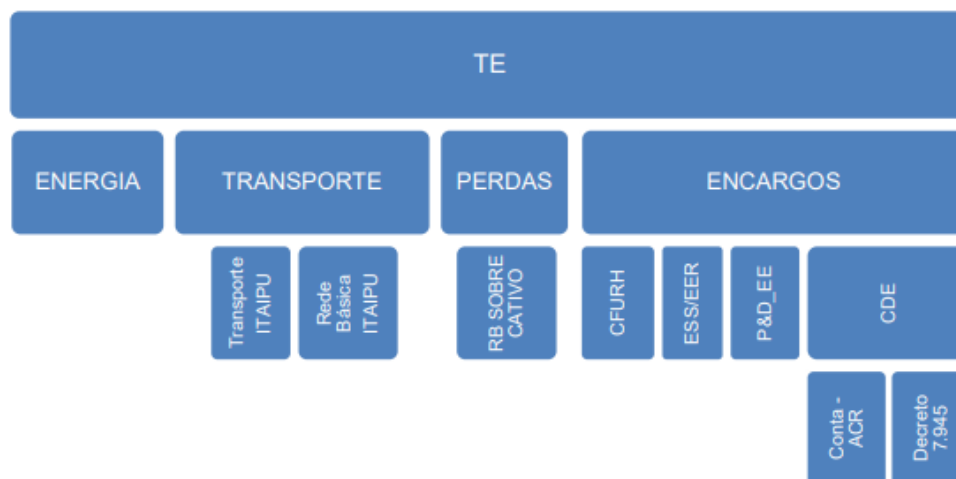 TE
ENERGIA
TRANSPORTE
PERDAS
ENCARGOS
Transporte
ITAIPU
Rede
Básica
ITAIPU
RB SOBRE
CATIVO
CFURH
ESS/EER
P&D_EE
CDE
Conta -
ACR
Decreto
7.945